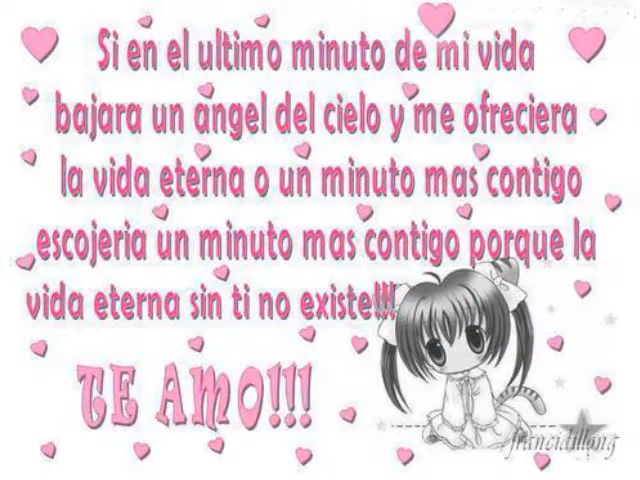 Si en el ultimo minuto de mi vida
bajara un angel del cielo y me ofreciera
la vida eterna o un minuto mas contigo
escojeria un minuto mas contigo porque la
vida eterna sin ti no existe!!!
TE AMO!!!
francidillang